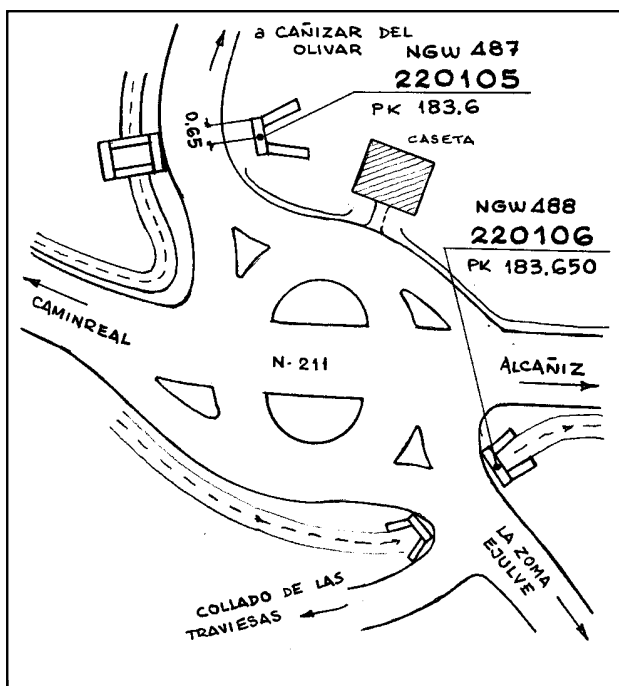 a CAÑIZAR DEL
OLIVAR
NGW 487
220105
PK 183.6
0,65
CASETA
NGW 488
220106
PK 183,650
CAMINREAL
N-211
ALCAÑIZ
LA ZOMA
EJULVE
COLLADO DE LAS
TRAVIESAS